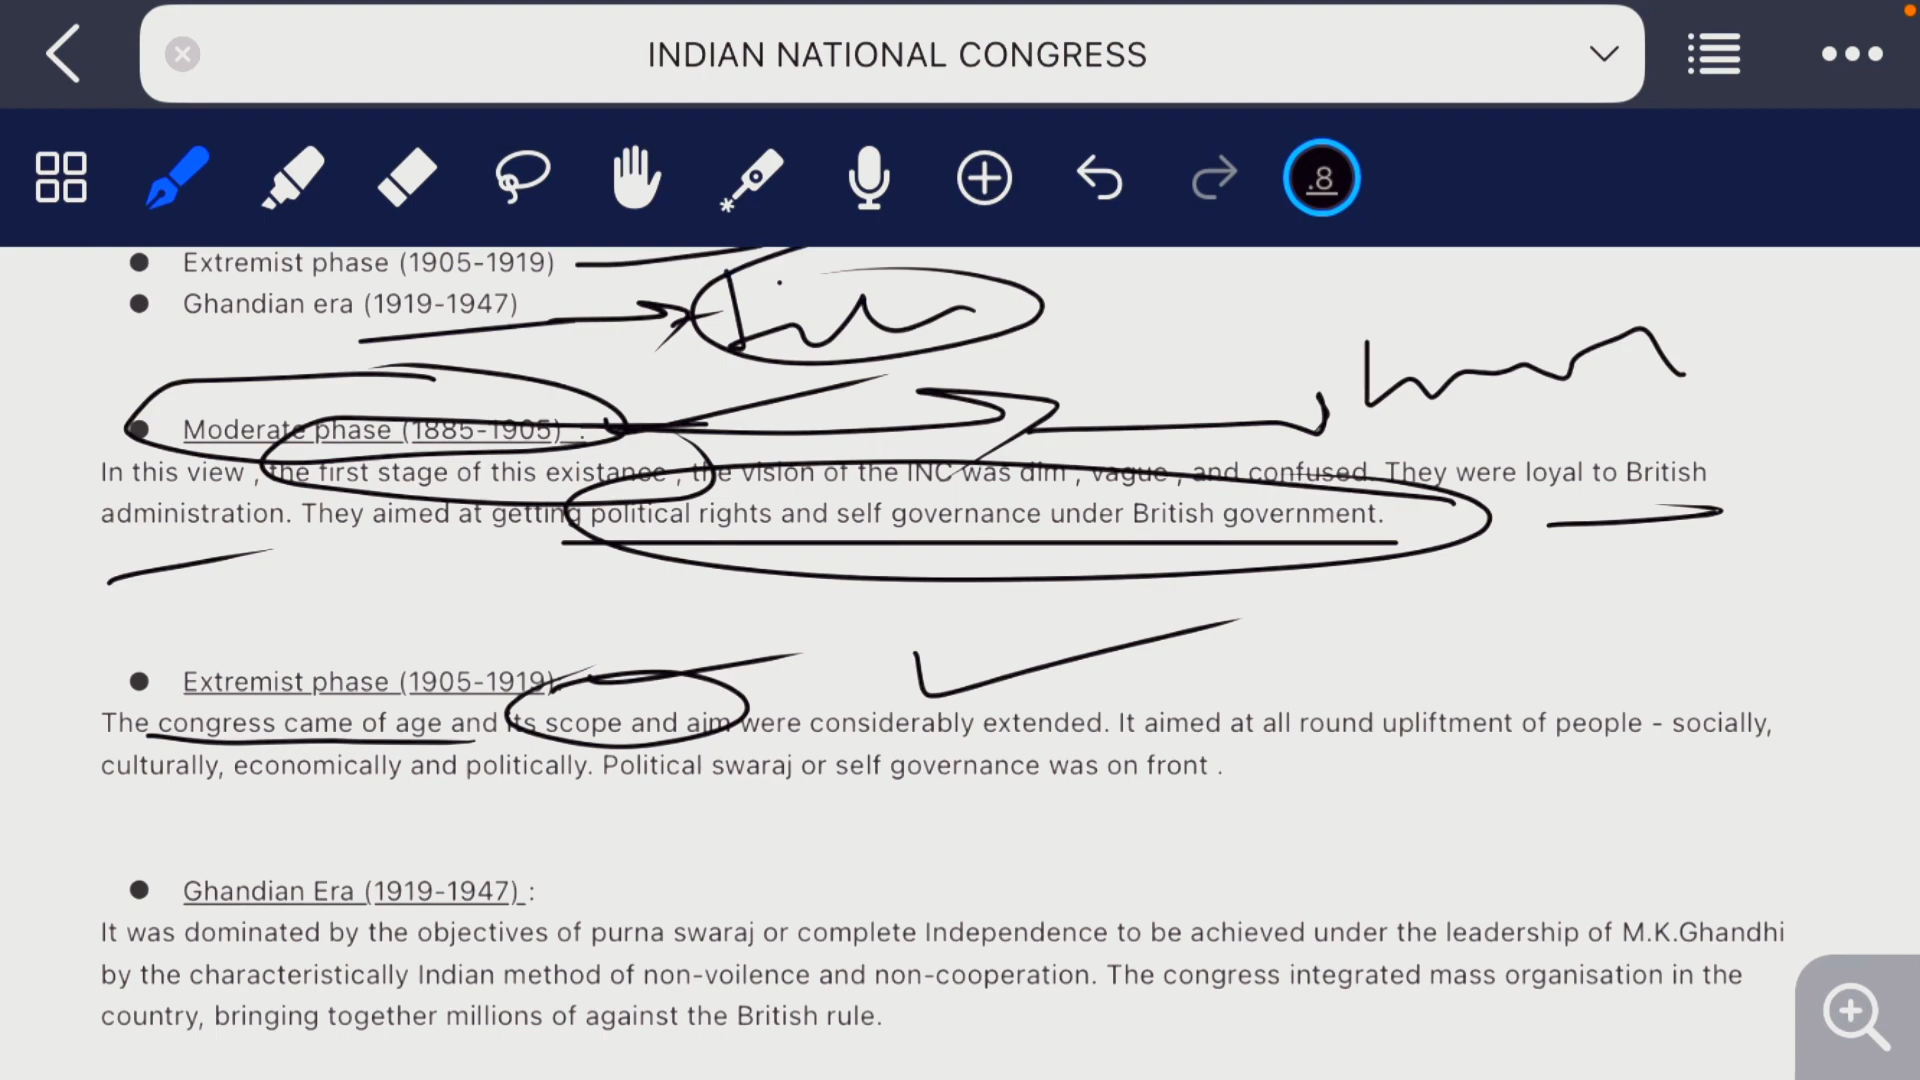 INDIAN NATIONAL CONGRESS
.8
● Extremist phase (1905-1919)
● Ghandian era (1919-1947)
● Moderate phase (1885-1905) :
In this view , the first stage of this existance , the vision of the INC was dim , vague , and confused. They were loyal to British
administration. They aimed at getting political rights and self governance under British government.
● Extremist phase (1905-1919):
The congress came of age and its scope and aim were considerably extended. It aimed at all round upliftment of people - socially,
culturally, economically and politically. Political swaraj or self governance was on front .
● Ghandian Era (1919-1947) :
It was dominated by the objectives of purna swaraj or complete Independence to be achieved under the leadership of M.K.Ghandhi
by the characteristically Indian method of non-voilence and non-cooperation. The congress integrated mass organisation in the
country, bringing together millions of against the British rule.